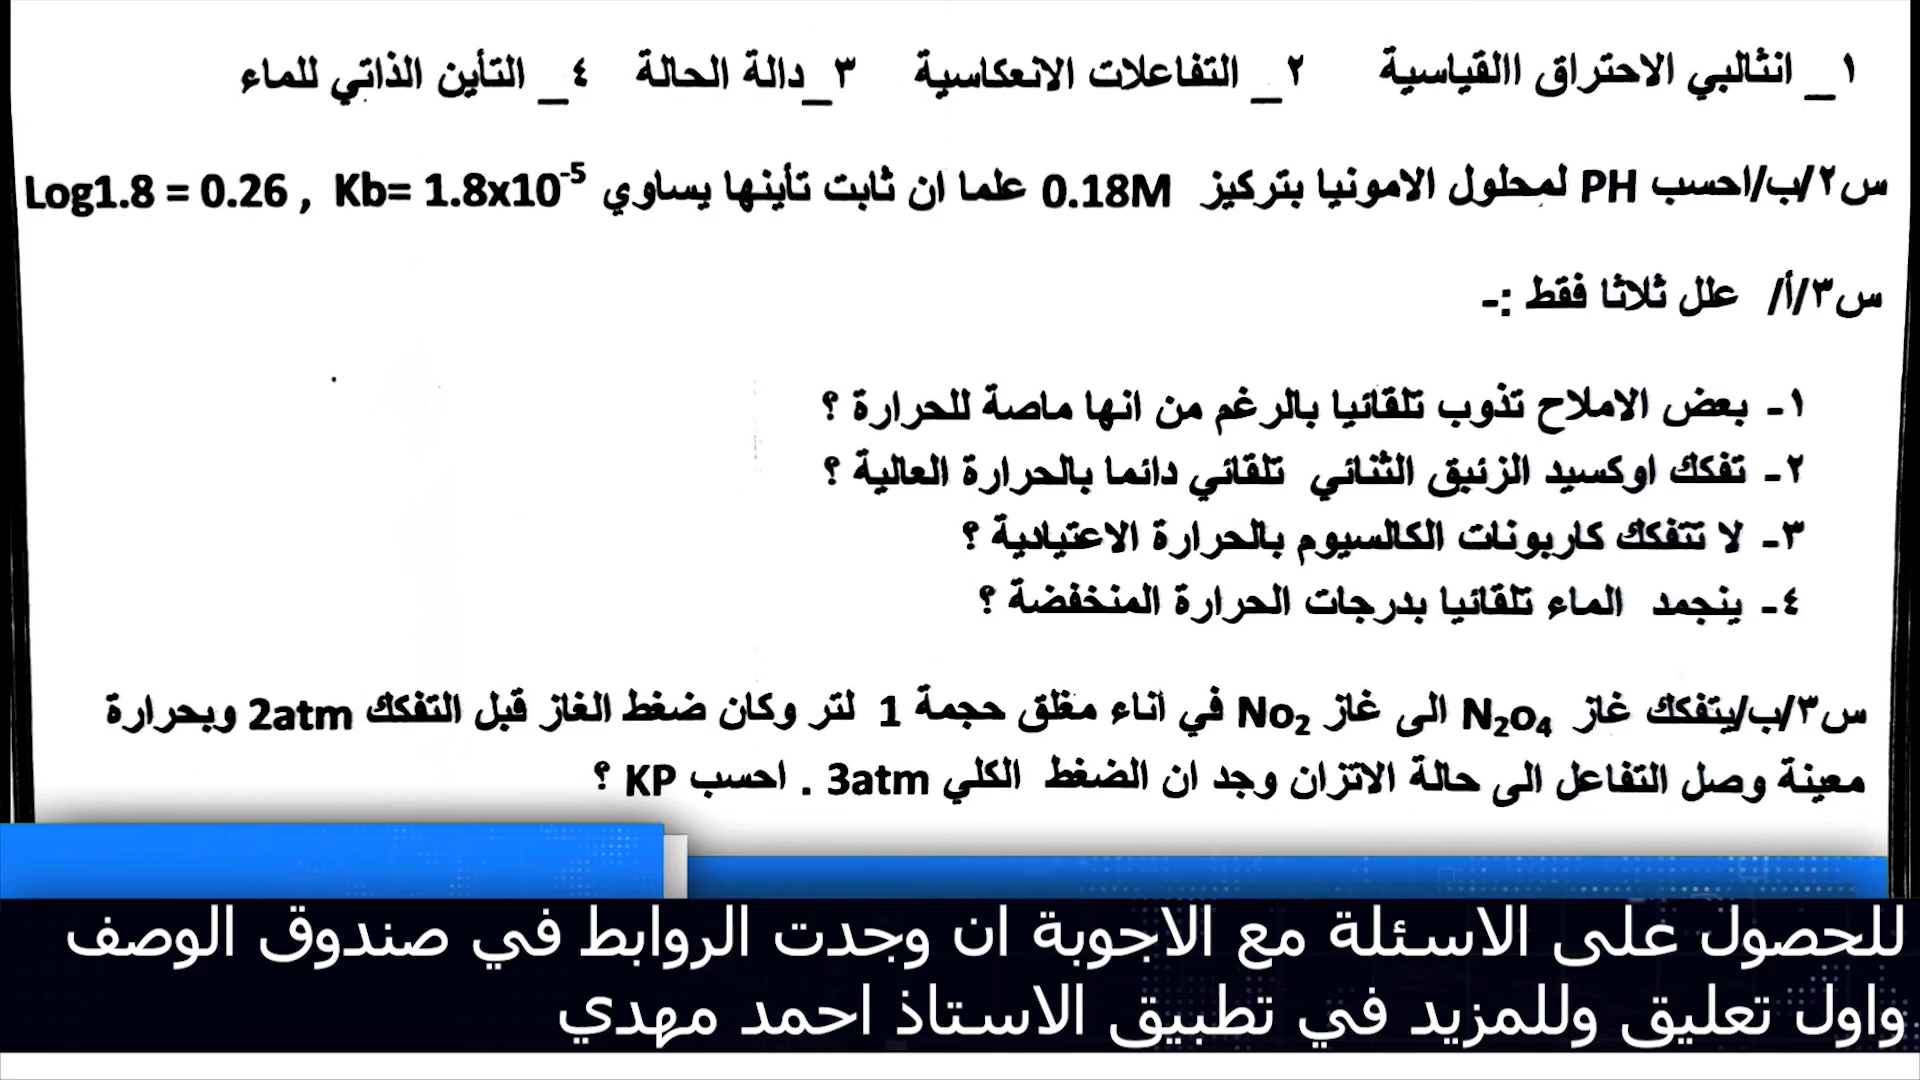 ١_ انثالبي الاحتراق االقياسية ٢_ التفاعلات الانعكاسية ٣_دالة الحالة ٤_ التأين الذاتي للماء
س٢/ب/احسب PH لمحلول الامونيا بتركيز 0.18M علما ان ثابت تأينها يساوي Kb= 1.8x10⁻⁵ , Log1.8 = 0.26
س٣/أ/ علل ثلاثا فقط :-
١- بعض الاملاح تذوب تلقائيا بالرغم من انها ماصة للحرارة ؟
٢- تفكك اوكسيد الزئبق الثنائي تلقائي دائما بالحرارة العالية ؟
٣- لا تتفكك كاربونات الكالسيوم بالحرارة الاعتيادية ؟
٤- ينجمد الماء تلقائيا بدرجات الحرارة المنخفضة ؟
س٣/ب/يتفكك غاز N₂O₄ الى غاز No₂ في اناء مغلق حجمة 1 لتر وكان ضغط الغاز قبل التفكك 2atm وبحرارة
معينة وصل التفاعل الى حالة الاتزان وجد ان الضغط الكلي 3atm . احسب KP ؟
للحصول على الاسئلة مع الاجوبة ان وجدت الروابط في صندوق الوصف
واول تعليق وللمزيد في تطبيق الاستاذ احمد مهدي